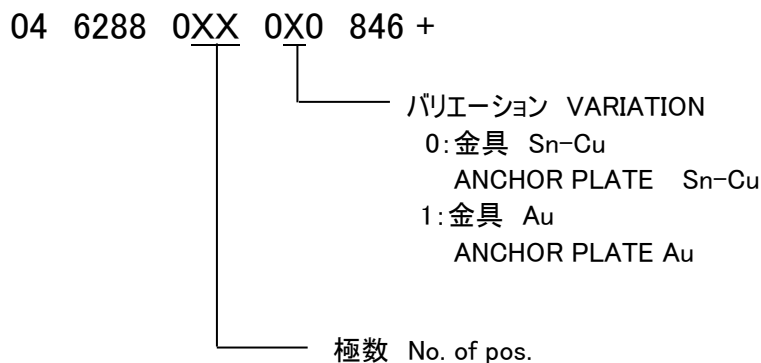 04 6288 0XX 0X0 846 +
バリエーション VARIATION
0:金具 Sn-Cu
ANCHOR PLATE Sn-Cu
1:金具 Au
ANCHOR PLATE Au
極数 No. of pos.